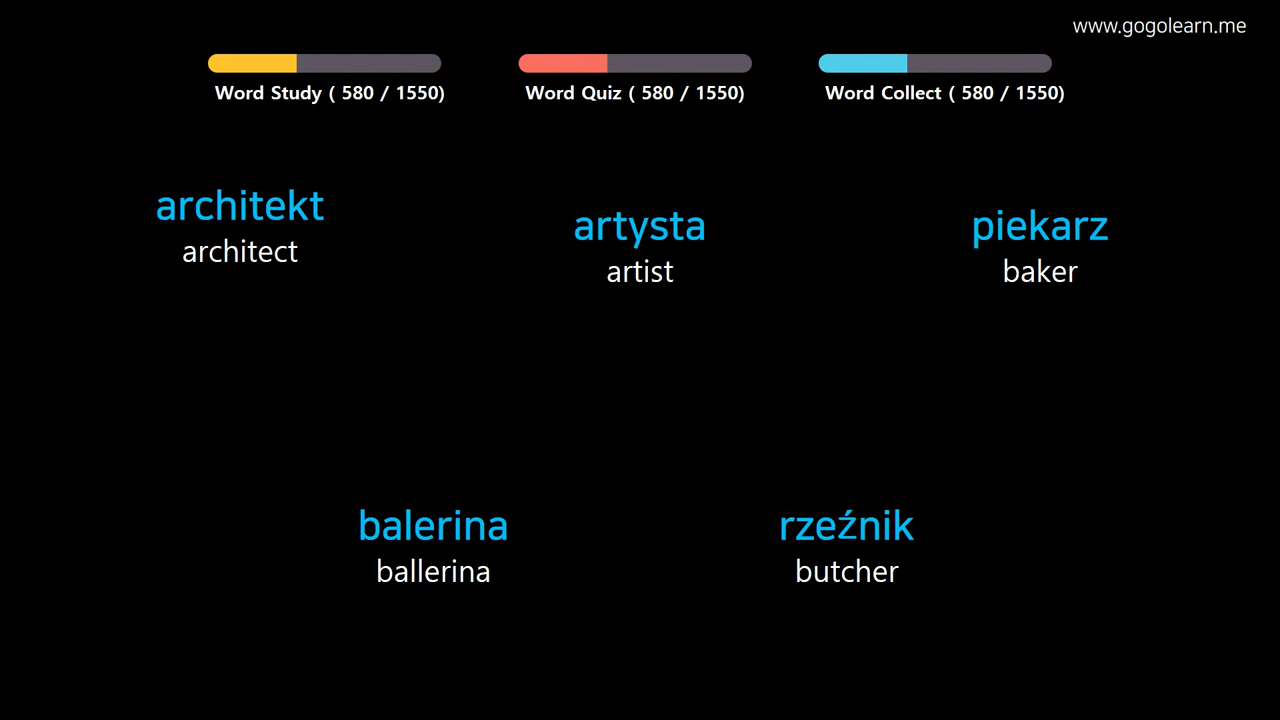 www.gogolearn.me
Word Study ( 580 / 1550)
Word Quiz ( 580 / 1550)
Word Collect ( 580 / 1550)
architekt
architect
artysta
artist
piekarz
baker
balerina
ballerina
rzeźnik
butcher